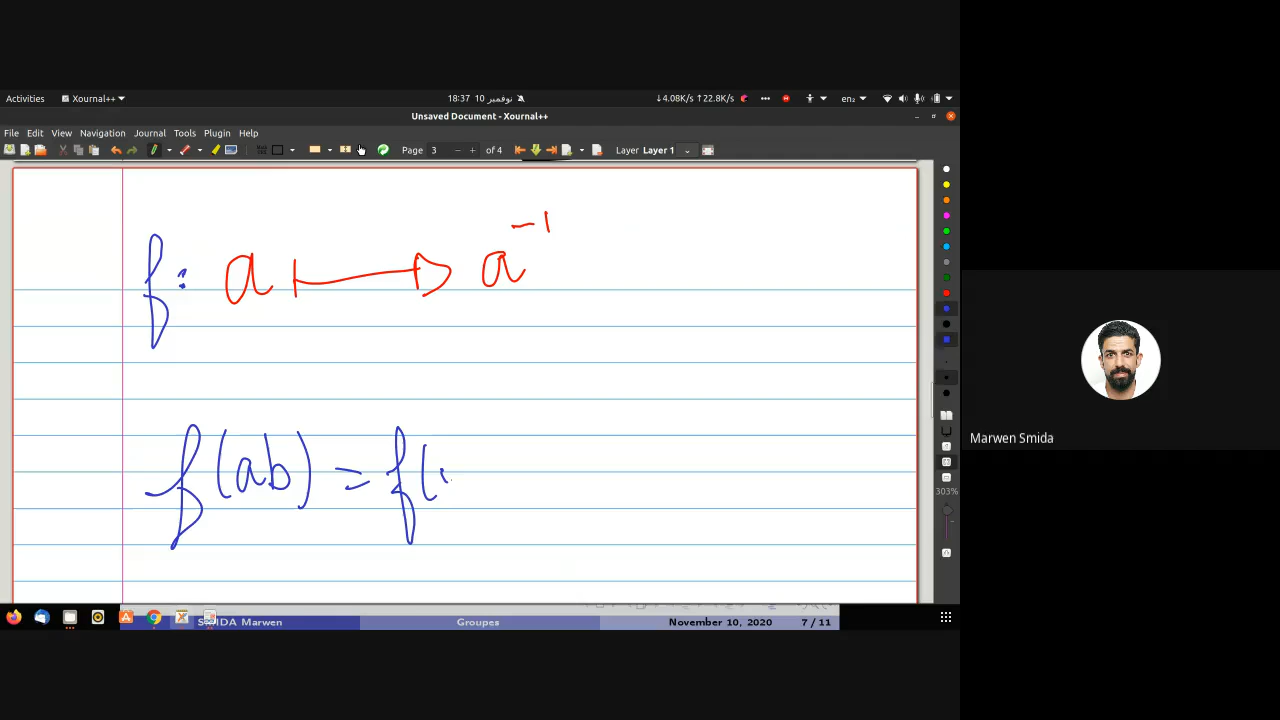 Activities Xournal++ 18:37 نوفمبر 10 ↓4.08K/s ↑22.8K/s en₂
Unsaved Document - Xournal++
File Edit View Navigation Journal Tools Plugin Help
Page 3 of 4 Layer Layer 1
f: a ↦ a⁻¹
f(ab) = f(
303%
Marwen Smida
SMIDA Marwen Groupes November 10, 2020 7 / 11